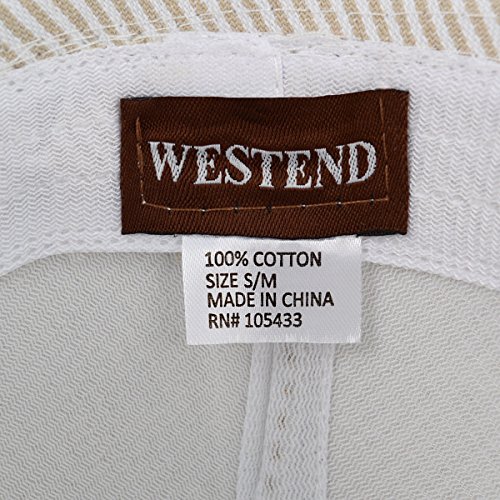 WESTEND
100% COTTON
SIZE S/M
MADE IN CHINA
RN# 105433